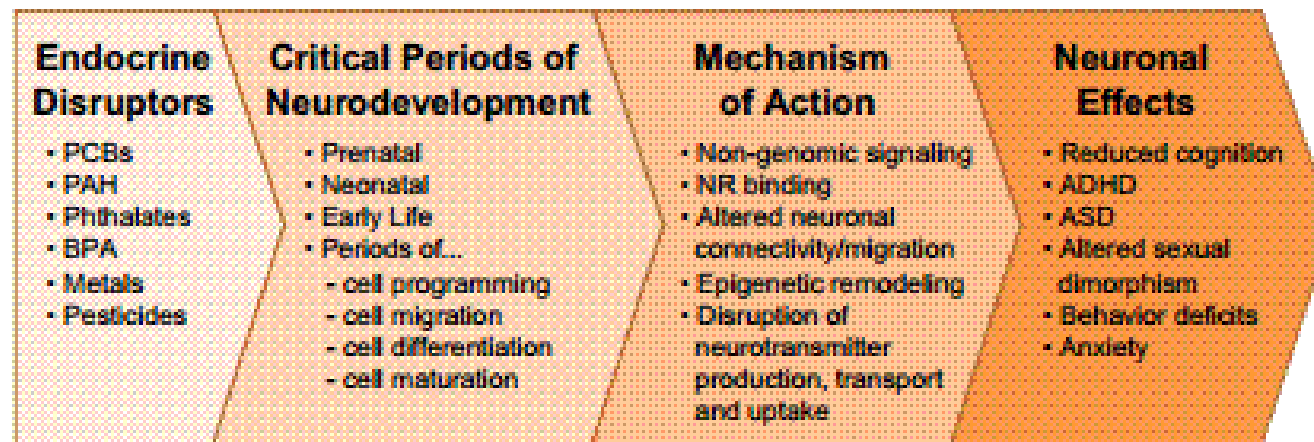 Endocrine
Disruptors
• PCBs
• PAH
• Phthalates
• BPA
• Metals
• Pesticides
Critical Periods of
Neurodevelopment
• Prenatal
• Neonatal
• Early Life
• Periods of...
- cell programming
- cell migration
- cell differentiation
- cell maturation
Mechanism
of Action
• Non-genomic signaling
• NR binding
• Altered neuronal
connectivity/migration
• Epigenetic remodeling
• Disruption of
neurotransmitter
production, transport
and uptake
Neuronal
Effects
• Reduced cognition
• ADHD
• ASD
• Altered sexual
dimorphism
• Behavior deficits
• Anxiety